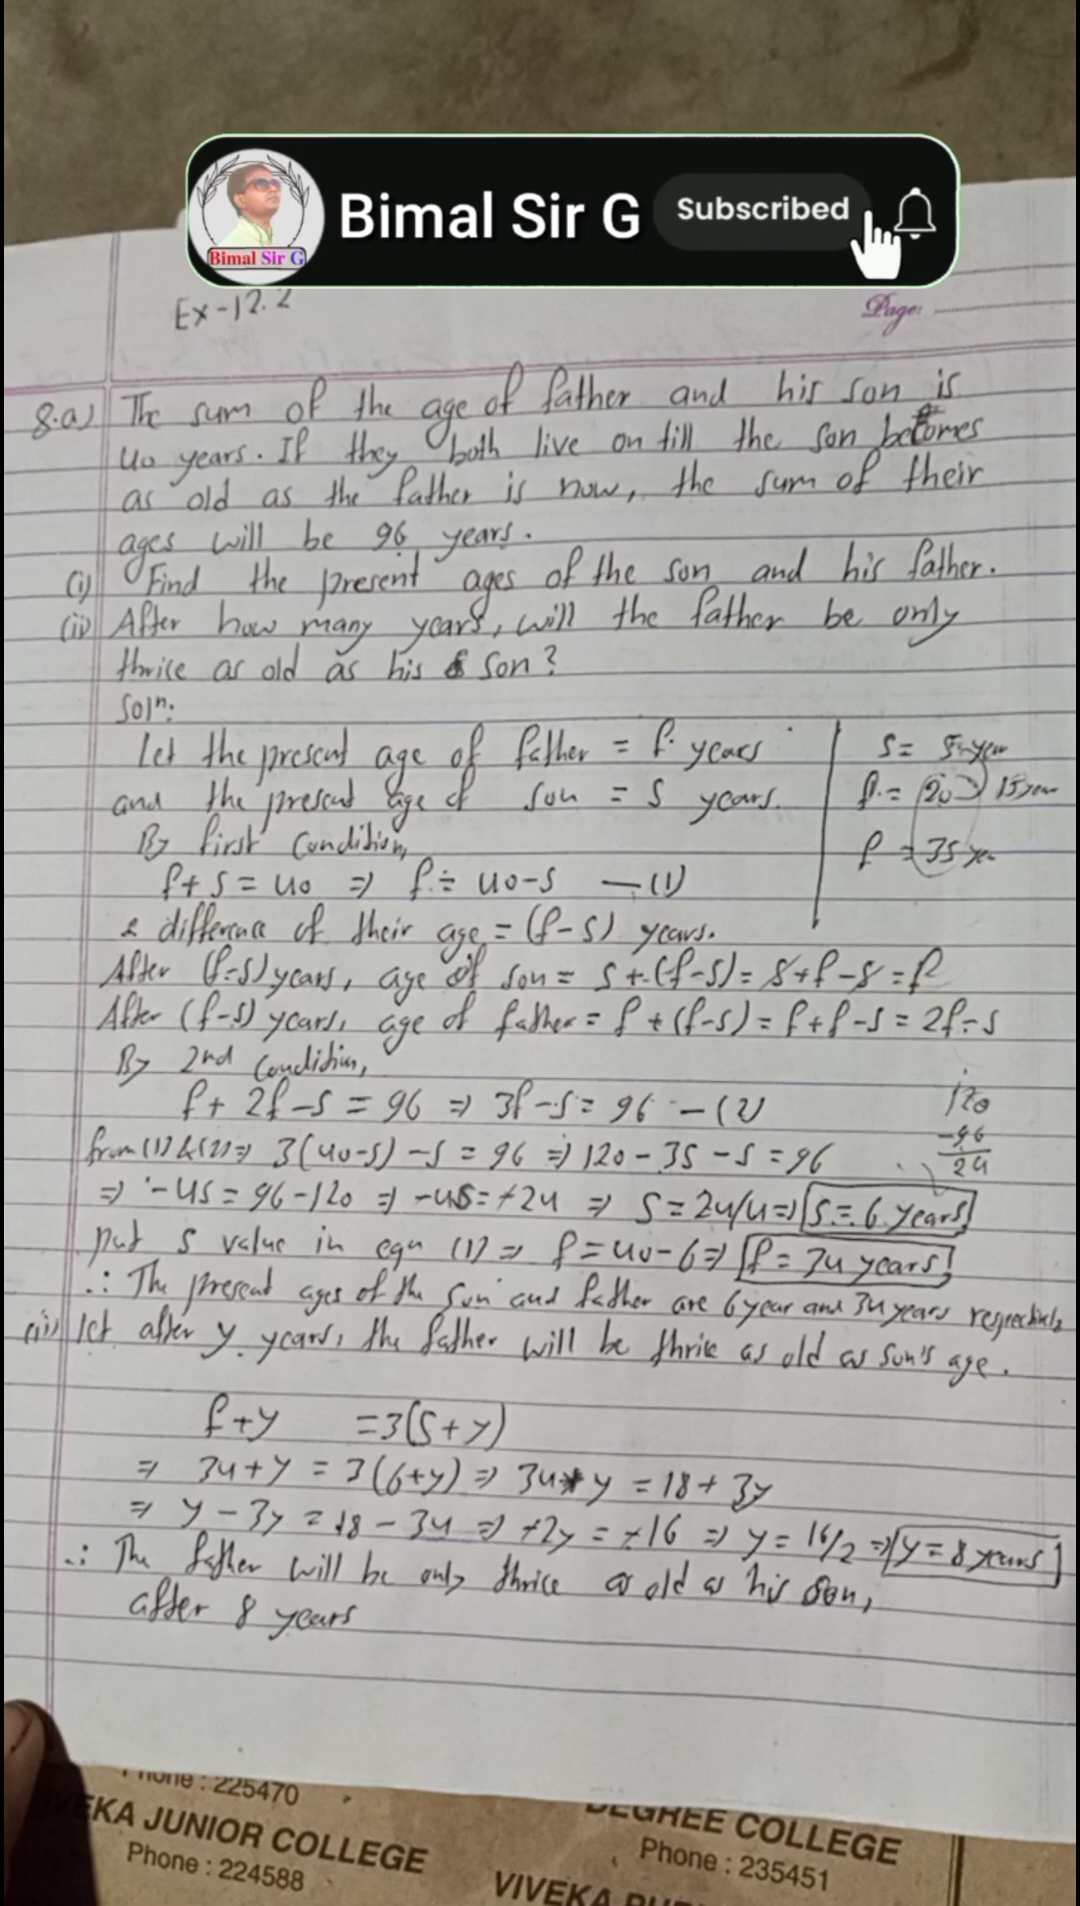 Bimal Sir G
Bimal Sir G
Subscribed
Ex-12.2
Page:
8.a) The sum of the age of father and his son is
40 years. If they both live on till the son becomes
as old as the father is now, the sum of their
ages will be 96 years.
(i) Find the present ages of the son and his father.
(ii) After how many years, will the father be only
thrice as old as his son?
Solⁿ:
Let the present age of father = f years
and the present age of son = s years.
s = 5 year
f = 20 15 year
f = 35 yea
By first Condition,
f + s = 40 ⇒ f = 40-s —(1)
& difference of their age = (f-s) years.
After (f-s) years, age of son = s+(f-s) = s+f-s = f
After (f-s) years, age of father = f+(f-s) = f+f-s = 2f-s
By 2nd Condition,
f + 2f-s = 96 ⇒ 3f-s = 96 —(2)
120
-96
24
from (1) & (2) ⇒ 3(40-s)-s = 96 ⇒ 120-3s-s = 96
⇒ -4s = 96-120 ⇒ -4s = -24 ⇒ s = 24/4 ⇒ s = 6 years
put s value in eqn (1) ⇒ f = 40-6 ⇒ f = 34 years
∴ The present ages of the son and father are 6 year and 34 years respectively
(ii) let after y years, the father will be thrice as old as son's age.
f+y = 3(s+y)
⇒ 34+y = 3(6+y) ⇒ 34+y = 18+3y
⇒ y-3y = 18-34 ⇒ -2y = -16 ⇒ y = 16/2 ⇒ y = 8 years
∴ The father will be only thrice as old as his son,
after 8 years
Phone : 225470
EKA JUNIOR COLLEGE
Phone : 224588
DEGREE COLLEGE
Phone : 235451
VIVEKA